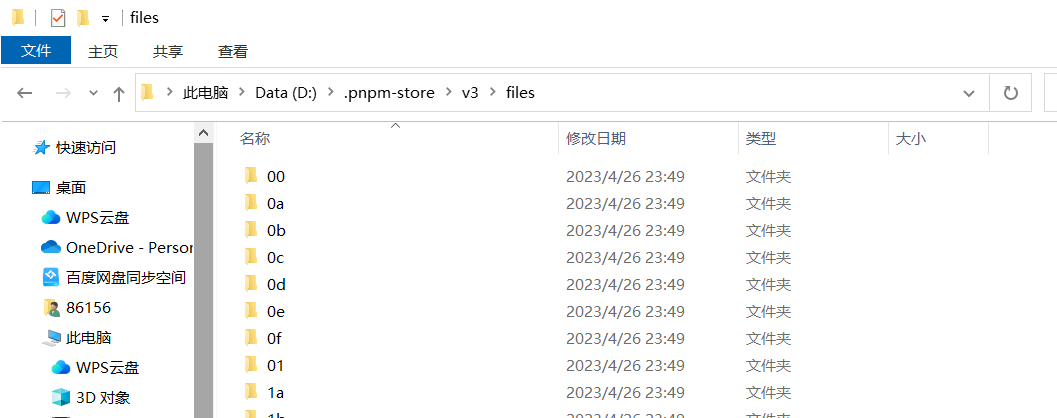 files
文件 主页 共享 查看
此电脑 Data (D:) .pnpm-store v3 files
名称 修改日期 类型 大小
快速访问
桌面
WPS云盘
OneDrive - Person
百度网盘同步空间
86156
此电脑
WPS云盘
3D 对象
00 2023/4/26 23:49 文件夹
0a 2023/4/26 23:49 文件夹
0b 2023/4/26 23:49 文件夹
0c 2023/4/26 23:49 文件夹
0d 2023/4/26 23:49 文件夹
0e 2023/4/26 23:49 文件夹
0f 2023/4/26 23:49 文件夹
01 2023/4/26 23:49 文件夹
1a 2023/4/26 23:49 文件夹